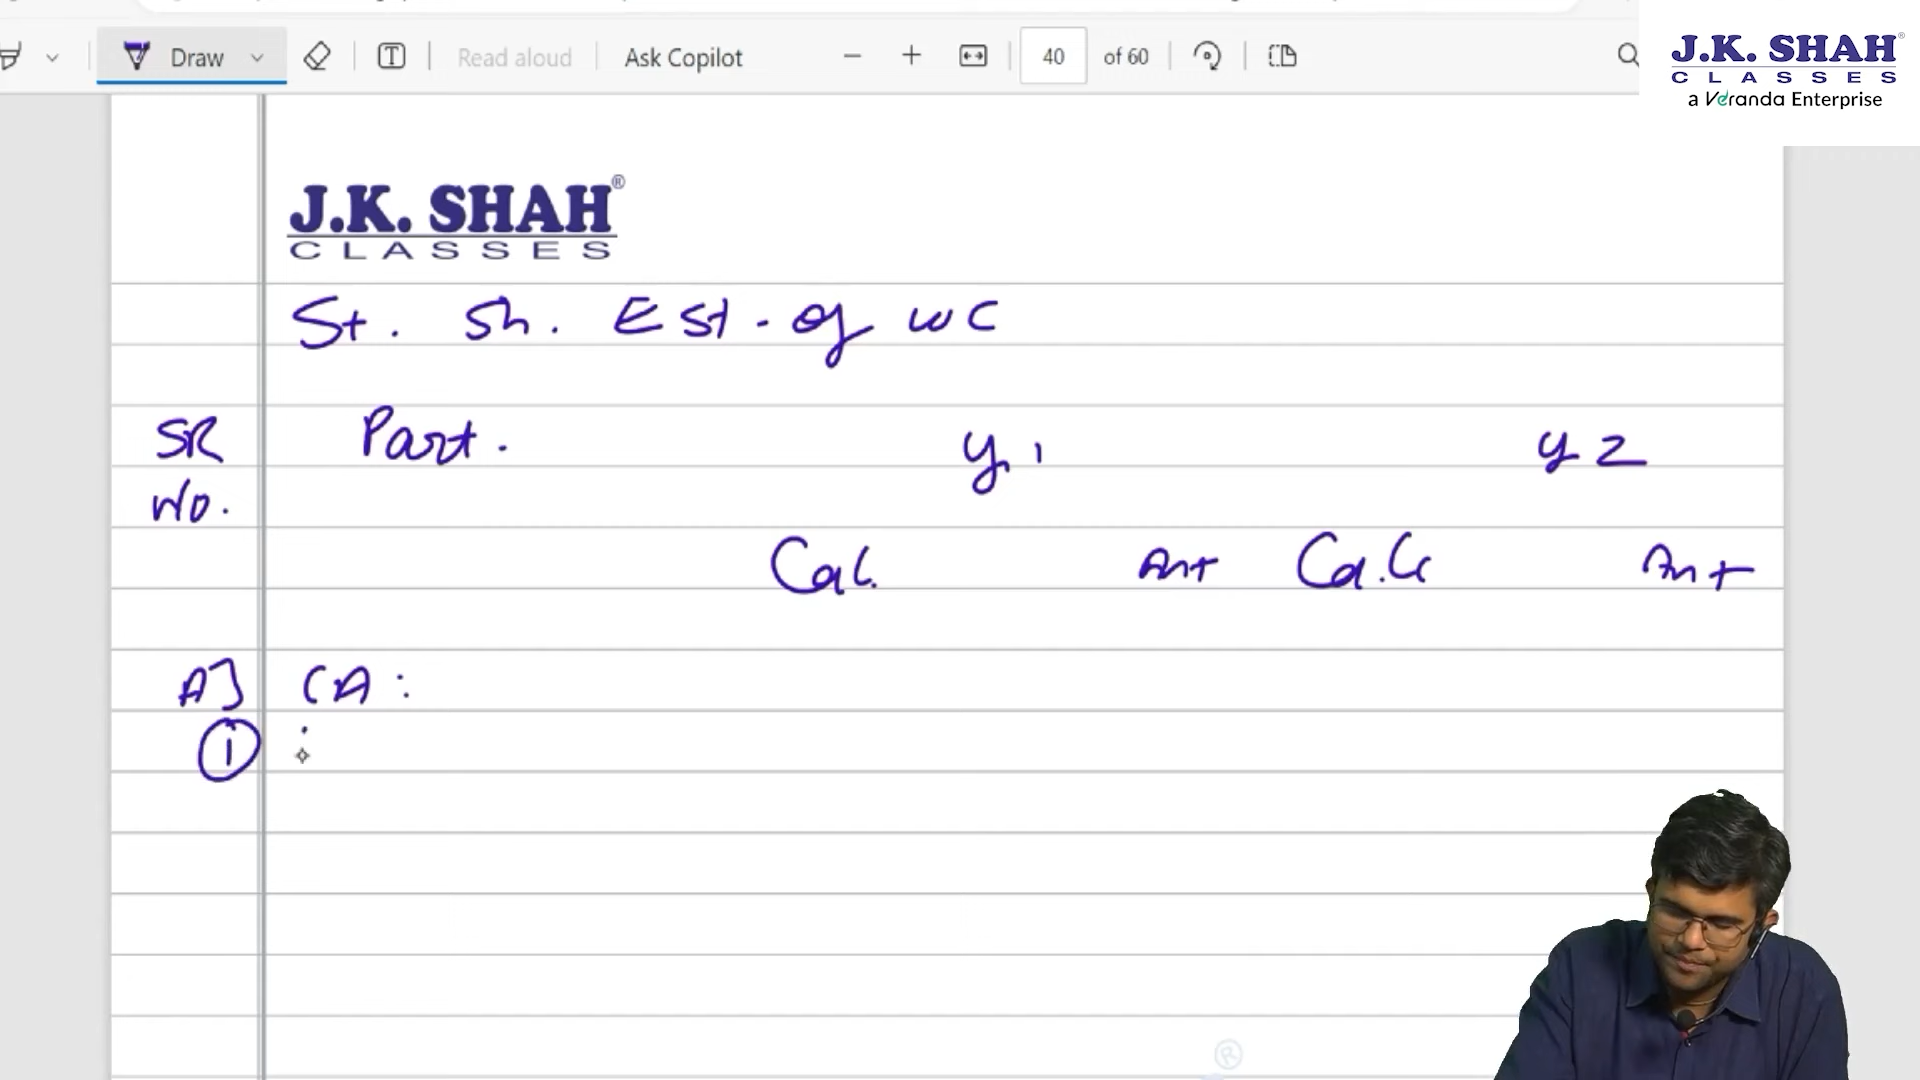 Draw
Read aloud
Ask Copilot
40 of 60
J.K. SHAH®
CLASSES
a Veranda Enterprise
J.K. SHAH®
CLASSES
St. Sh. Est. of WC
SR No.
Part.
y1
y2
Cal.
Amt
Calc
Amt
A] CA:
①
®